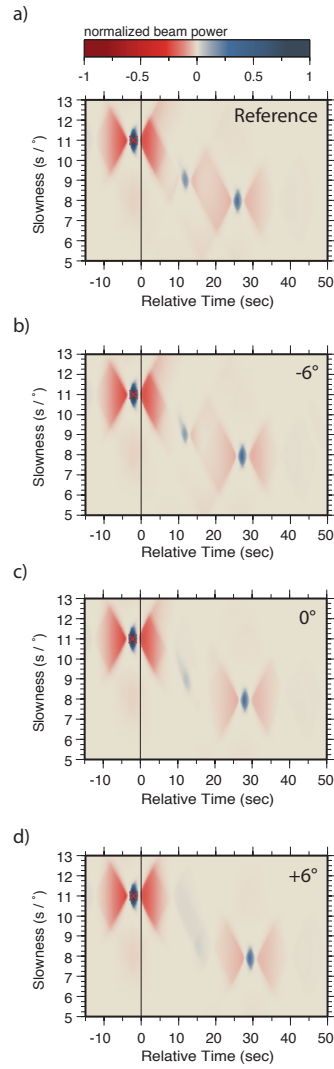 a)
normalized beam power
-1 -0.5 0 0.5 1
13
12
11
10
9
8
7
6
5
Slowness (s / °)
Reference
-10 0 10 20 30 40 50
Relative Time (sec)
b)
13
12
11
10
9
8
7
6
5
Slowness (s / °)
-6°
-10 0 10 20 30 40 50
Relative Time (sec)
c)
13
12
11
10
9
8
7
6
5
Slowness (s / °)
0°
-10 0 10 20 30 40 50
Relative Time (sec)
d)
13
12
11
10
9
8
7
6
5
Slowness (s / °)
+6°
-10 0 10 20 30 40 50
Relative Time (sec)